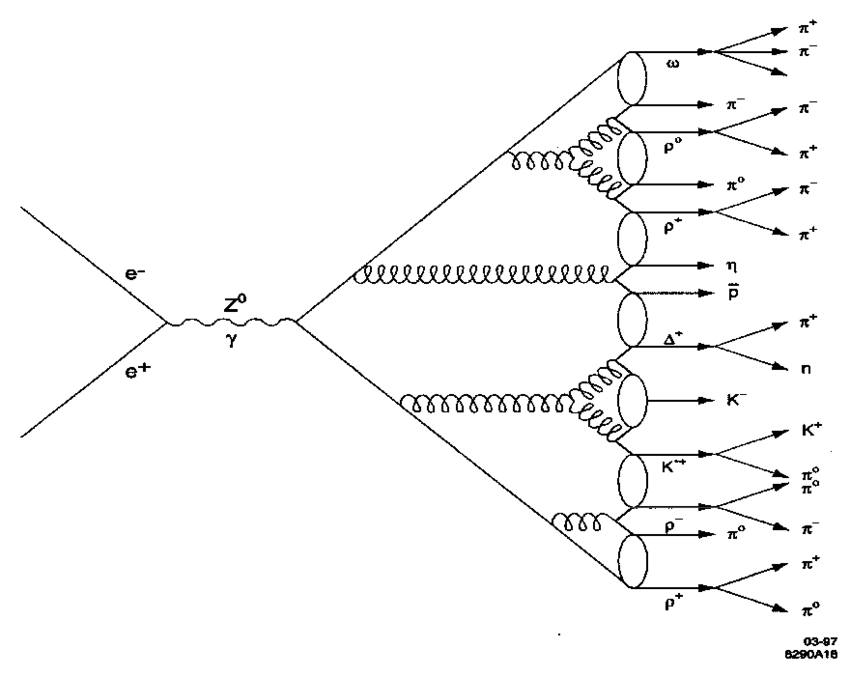 π⁺
π⁻
ω
π⁻
π⁻
ρ⁰
π⁺
π⁰
π⁻
ρ⁺
π⁺
η
p̅
e⁻
Z⁰
γ
e⁺
π⁺
Δ⁺
n
K⁻
K⁺
π⁰
π⁰
ρ⁻
π⁰
π⁻
π⁺
ρ⁺
π⁰
03-97
8290A16